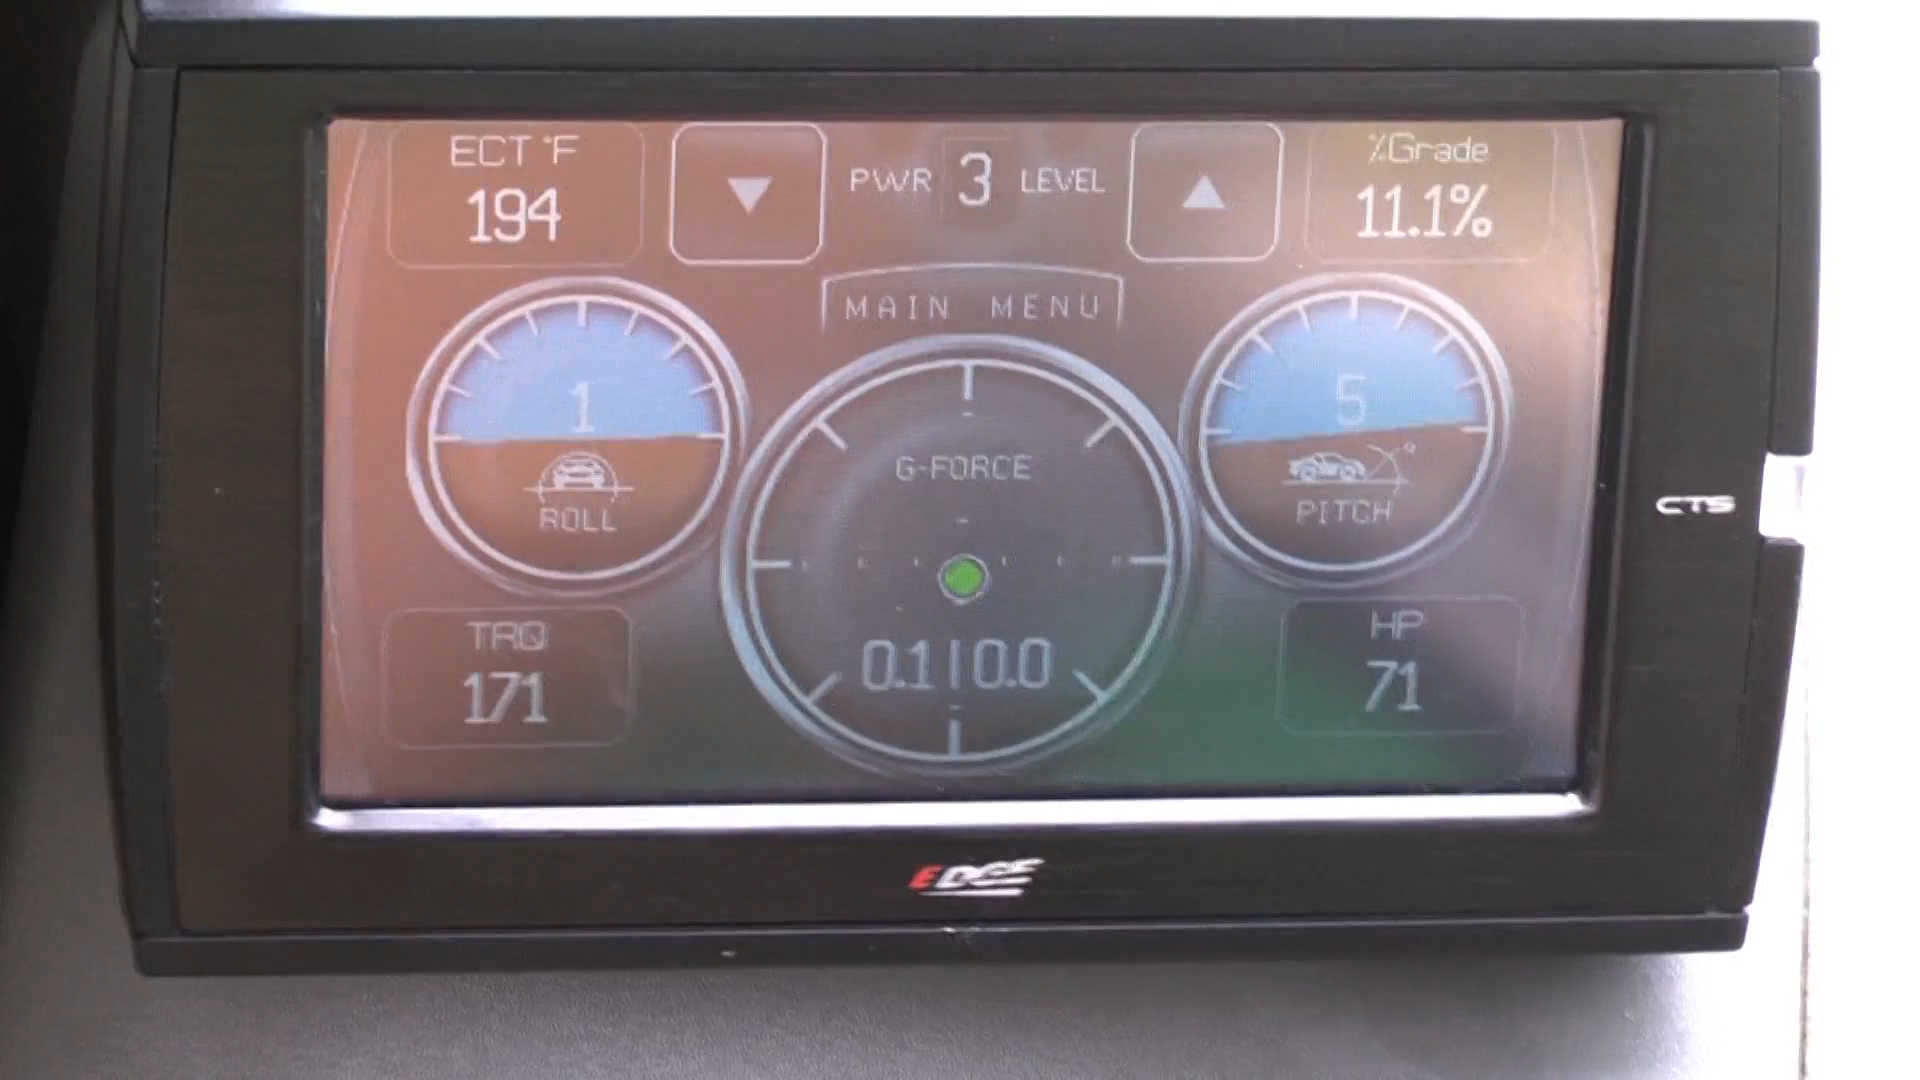 ECT °F
194
PWR 3 LEVEL
%Grade
11.1%
MAIN MENU
1
ROLL
G-FORCE
0.1|0.0
5
PITCH
CTS
TRQ
171
HP
71
EDGE